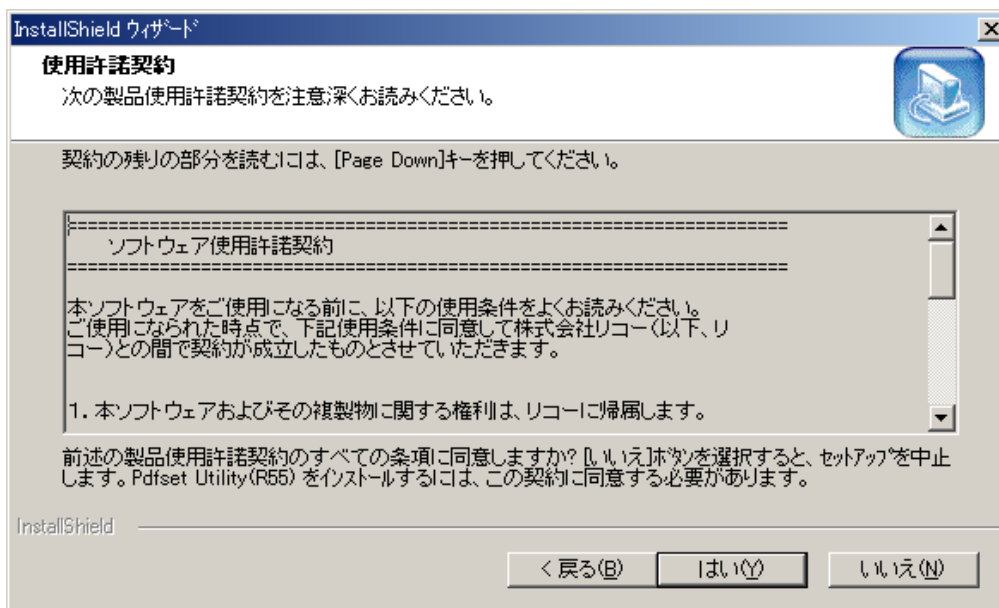 InstallShield ウィザード
使用許諾契約
次の製品使用許諾契約を注意深くお読みください。
契約の残りの部分を読むには、[Page Down]キーを押してください。
=========================================================================
ソフトウェア使用許諾契約
=========================================================================
本ソフトウェアをご使用になる前に、以下の使用条件をよくお読みください。
ご使用になられた時点で、下記使用条件に同意して株式会社リコー(以下、リ
コー)との間で契約が成立したものとさせていただきます。
1. 本ソフトウェアおよびその複製物に関する権利は、リコーに帰属します。
前述の製品使用許諾契約のすべての条項に同意しますか? [いいえ]ボタンを選択すると、セットアップを中止
します。Pdfset Utility(R55) をインストールするには、この契約に同意する必要があります。
InstallShield
< 戻る(B)
はい(Y)
いいえ(N)